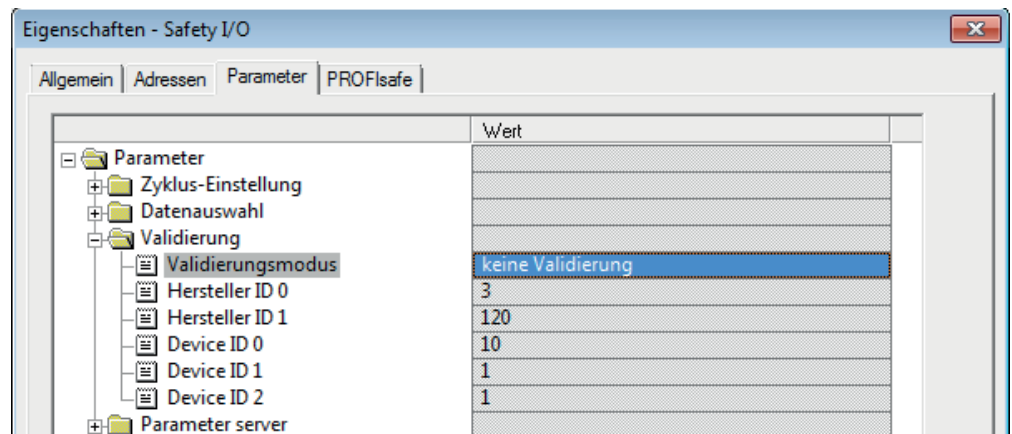 Eigenschaften - Safety I/O
Allgemein Adressen Parameter PROFIsafe
Wert
Parameter
Zyklus-Einstellung
Datenauswahl
Validierung
Validierungsmodus keine Validierung
Hersteller ID 0 3
Hersteller ID 1 120
Device ID 0 10
Device ID 1 1
Device ID 2 1
Parameter server